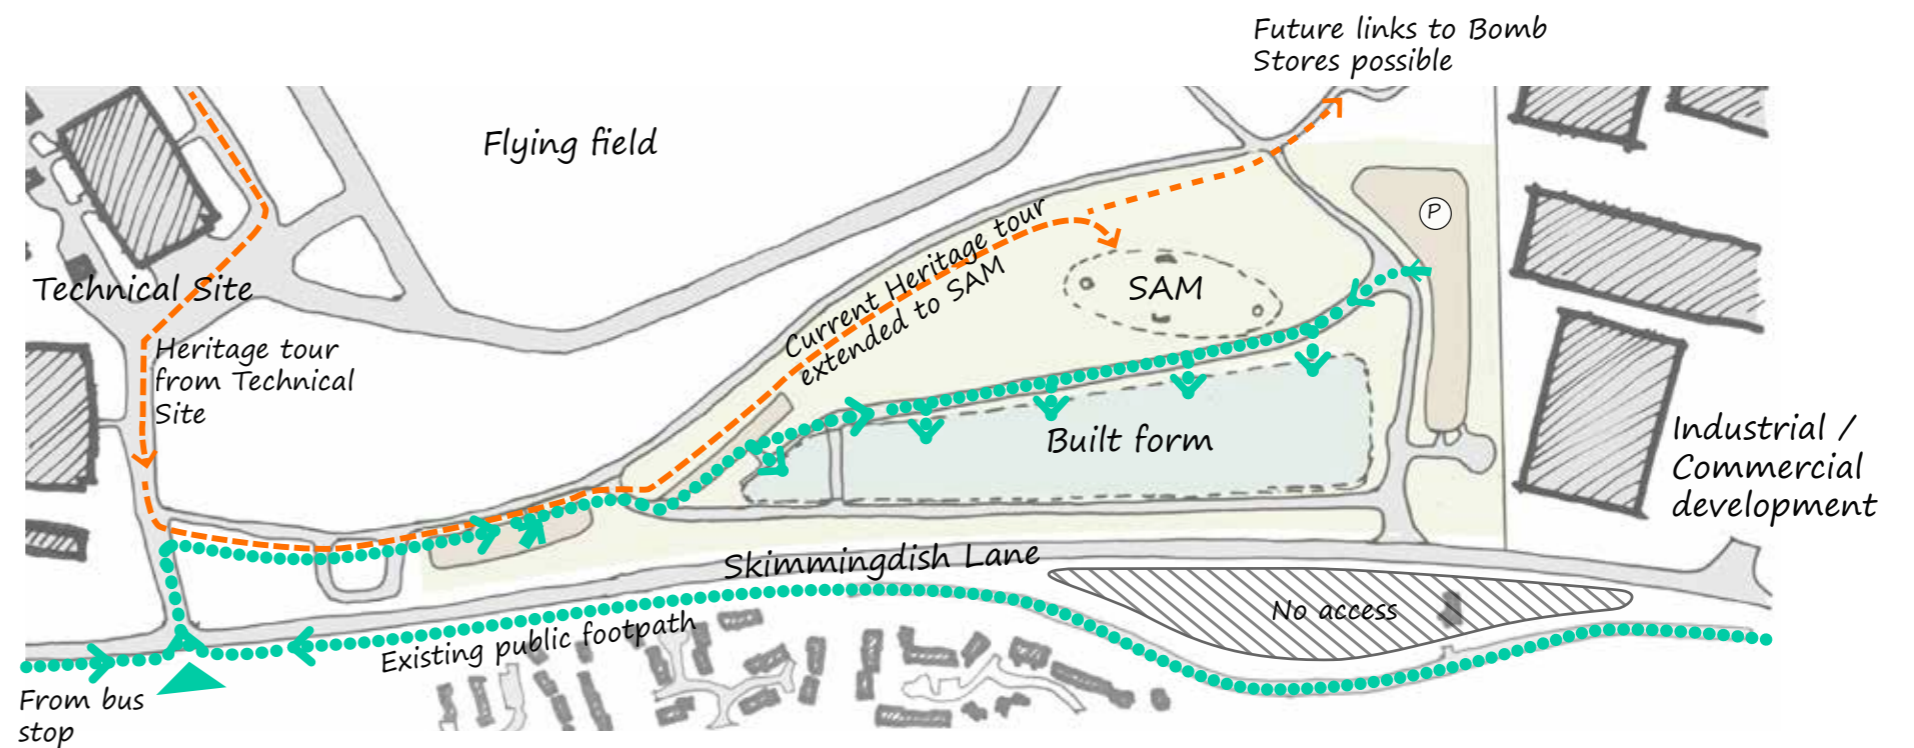 Future links to Bomb
Stores possible
Flying field
P
Technical Site
SAM
Current Heritage tour
extended to SAM
Heritage tour
from Technical
Site
Built form
Industrial /
Commercial
development
Skimmingdish Lane
No access
Existing public footpath
From bus
stop